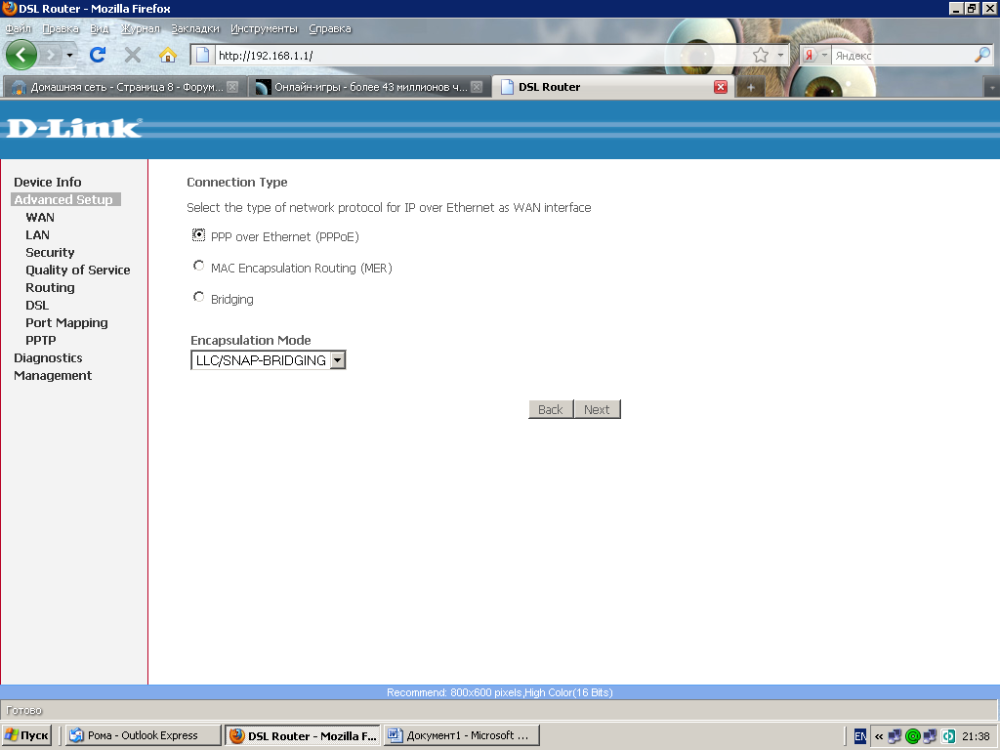 DSL Router - Mozilla Firefox
Файл Правка Вид Журнал Закладки Инструменты Справка
http://192.168.1.1/
Я Яндекс
Домашняя сеть - Страница 8 - Форум... Онлайн-игры - более 43 миллионов ч... DSL Router
D-Link
Device Info
Advanced Setup
WAN
LAN
Security
Quality of Service
Routing
DSL
Port Mapping
PPTP
Diagnostics
Management
Connection Type
Select the type of network protocol for IP over Ethernet as WAN interface
PPP over Ethernet (PPPoE)
MAC Encapsulation Routing (MER)
Bridging
Encapsulation Mode
LLC/SNAP-BRIDGING
Back Next
Recommend: 800x600 pixels,High Color(16 Bits)
Готово
Пуск Рома - Outlook Express DSL Router - Mozilla F... Документ1 - Microsoft ... EN « 21:38